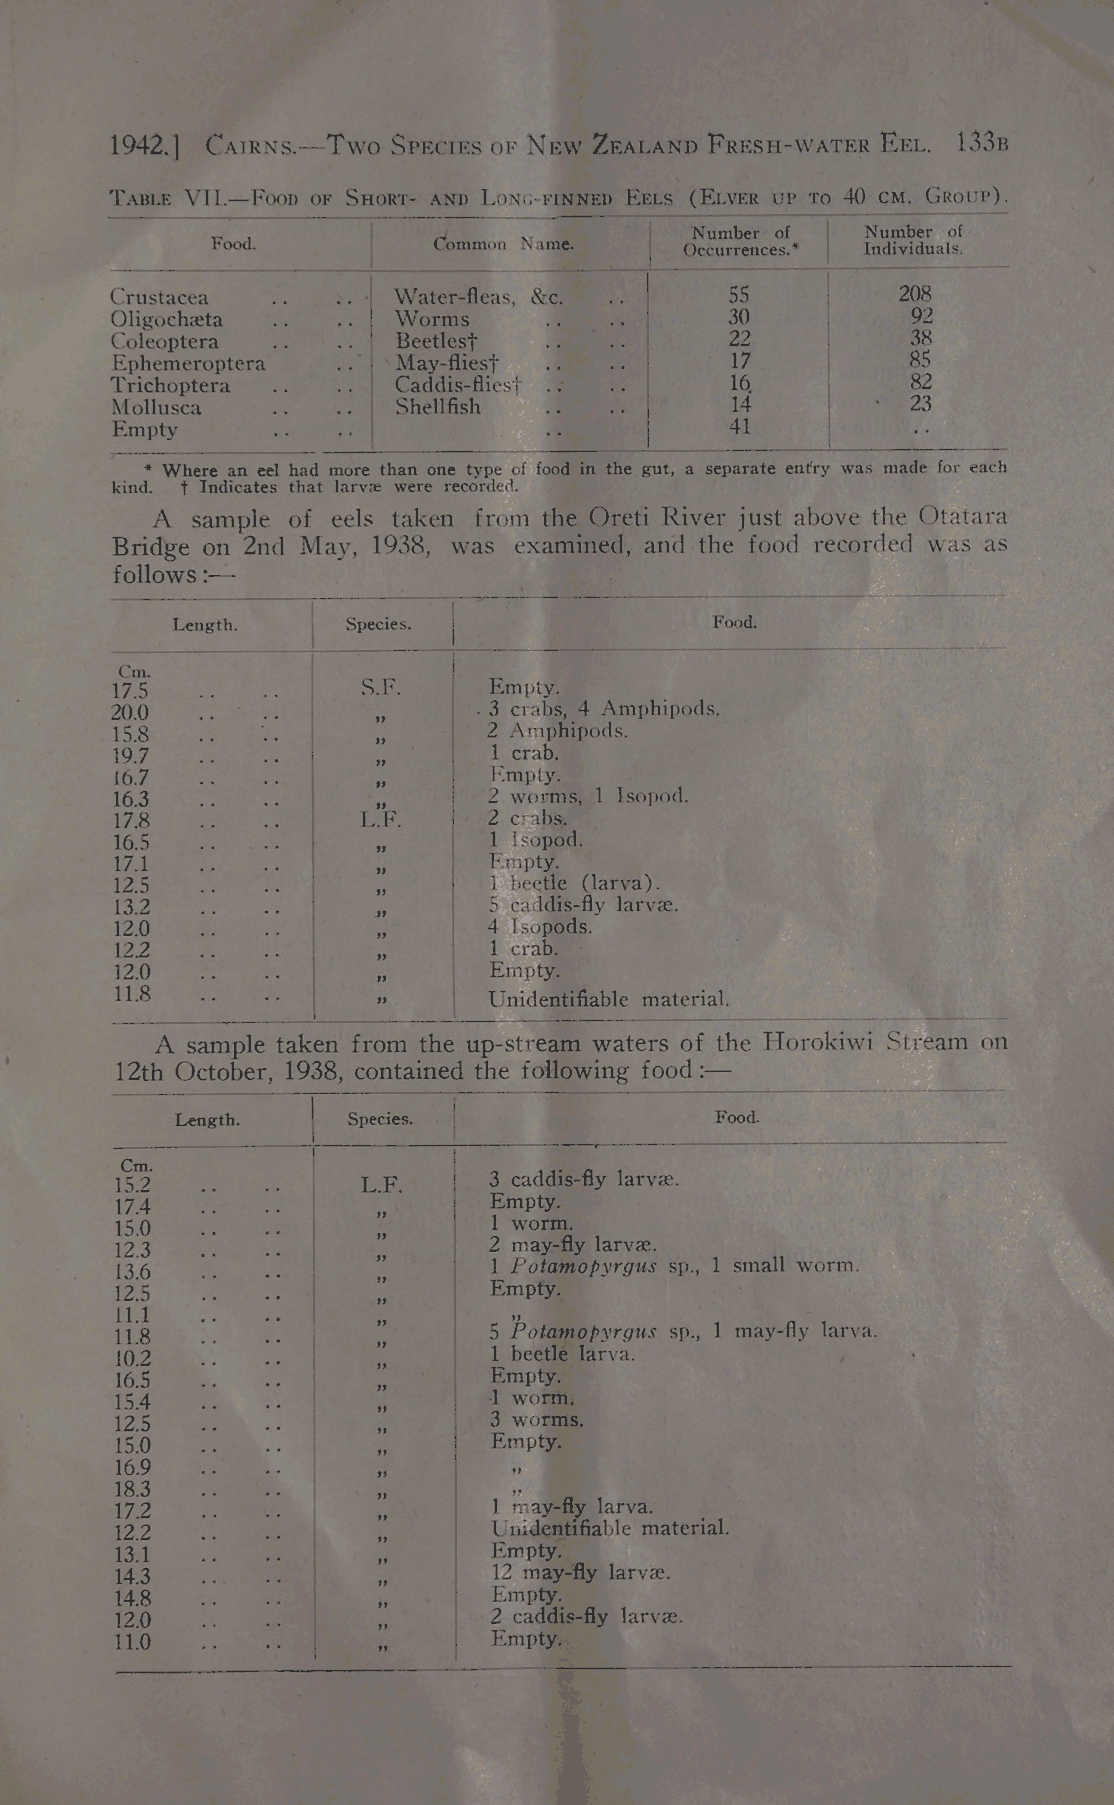 1942.] CAIRNS.—TWO SPECIES OF NEW ZEALAND FRESH-WATER EEL. 133B
TABLE VII.—FOOD OF SHORT- AND LONG-FINNED EELS (ELVER UP TO 40 CM. GROUP).
Food. Common Name. Number of Occurrences.* Number of Individuals.
Crustacea .. .. Water-fleas, &c. .. 55 208
Oligochæta .. .. Worms .. .. 30 92
Coleoptera .. .. Beetles† .. .. 22 38
Ephemeroptera .. May-flies† .. .. 17 85
Trichoptera .. .. Caddis-flies† .. .. 16 82
Mollusca .. .. Shellfish .. .. 14 23
Empty .. .. .. 41 ..
* Where an eel had more than one type of food in the gut, a separate entry was made for each
kind. † Indicates that larvæ were recorded.
A sample of eels taken from the Oreti River just above the Otatara
Bridge on 2nd May, 1938, was examined, and the food recorded was as
follows:—
Length. Species. Food.
Cm.
17.5 .. .. S.F. Empty.
20.0 .. .. „ 3 crabs, 4 Amphipods.
15.8 .. .. „ 2 Amphipods.
19.7 .. .. „ 1 crab.
16.7 .. .. „ Empty.
16.3 .. .. „ 2 worms, 1 Isopod.
17.8 .. .. L.F. 2 crabs.
16.5 .. .. „ 1 Isopod.
17.1 .. .. „ Empty.
12.5 .. .. „ 1 beetle (larva).
13.2 .. .. „ 5 caddis-fly larvæ.
12.0 .. .. „ 4 Isopods.
12.2 .. .. „ 1 crab.
12.0 .. .. „ Empty.
11.8 .. .. „ Unidentifiable material.
A sample taken from the up-stream waters of the Horokiwi Stream on
12th October, 1938, contained the following food:—
Length. Species. Food.
Cm.
15.2 .. .. L.F. 3 caddis-fly larvæ.
17.4 .. .. „ Empty.
15.0 .. .. „ 1 worm.
12.3 .. .. „ 2 may-fly larvæ.
13.6 .. .. „ 1 Potamopyrgus sp., 1 small worm.
12.5 .. .. „ Empty.
11.1 .. .. „ „
11.8 .. .. „ 5 Potamopyrgus sp., 1 may-fly larva.
10.2 .. .. „ 1 beetle larva.
16.5 .. .. „ Empty.
15.4 .. .. „ 1 worm.
12.5 .. .. „ 3 worms.
15.0 .. .. „ Empty.
16.9 .. .. „ „
18.3 .. .. „ „
17.2 .. .. „ 1 may-fly larva.
12.2 .. .. „ Unidentifiable material.
13.1 .. .. „ Empty.
14.3 .. .. „ 12 may-fly larvæ.
14.8 .. .. „ Empty.
12.0 .. .. „ 2 caddis-fly larvæ.
11.0 .. .. „ Empty.